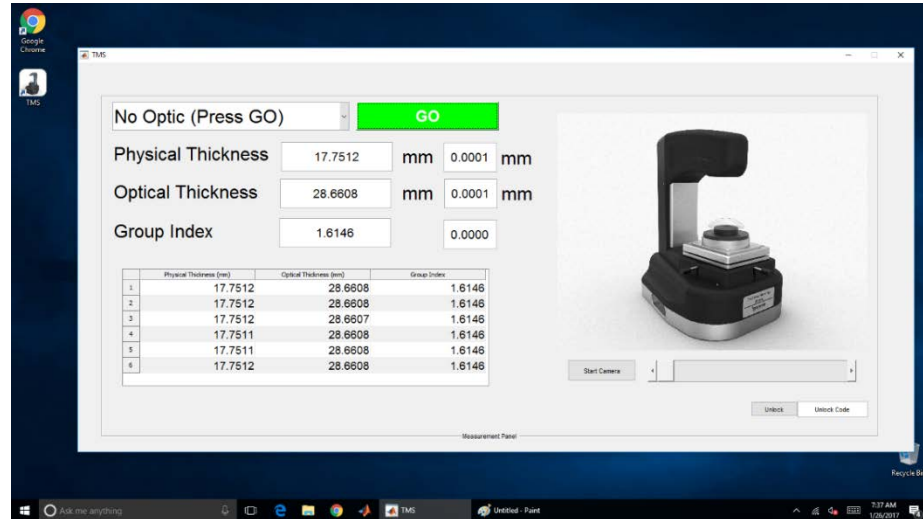 Google
Chrome
TMS
TMS
No Optic (Press GO)
GO
Physical Thickness
17.7512
mm
0.0001
mm
Optical Thickness
28.6608
mm
0.0001
mm
Group Index
1.6146
0.0000
Physical Thickness (mm) Optical Thickness (mm) Group Index
1 17.7512 28.6608 1.6146
2 17.7512 28.6608 1.6146
3 17.7512 28.6607 1.6146
4 17.7511 28.6608 1.6146
5 17.7511 28.6608 1.6146
6 17.7512 28.6608 1.6146
Start Camera
Unlock
Unlock Code
Measurement Panel
Recycle Bi
Ask me anything
TMS
Untitled - Paint
7:37 AM
1/26/2017